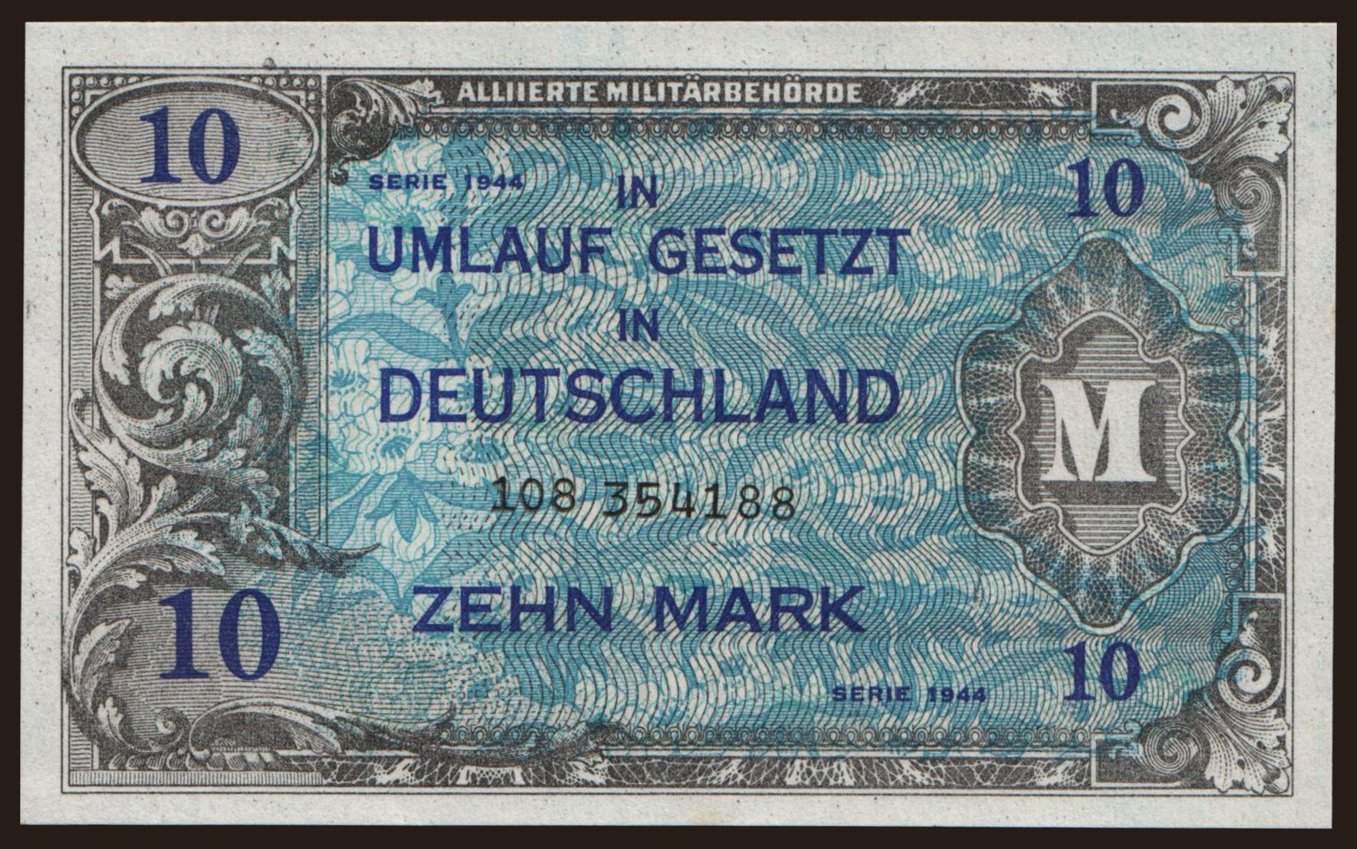 ALLIIERTE MILITÄRBEHÖRDE
10
10
SERIE 1944
IN
UMLAUF GESETZT
IN
DEUTSCHLAND
M
108 354188
ZEHN MARK
10
10
SERIE 1944